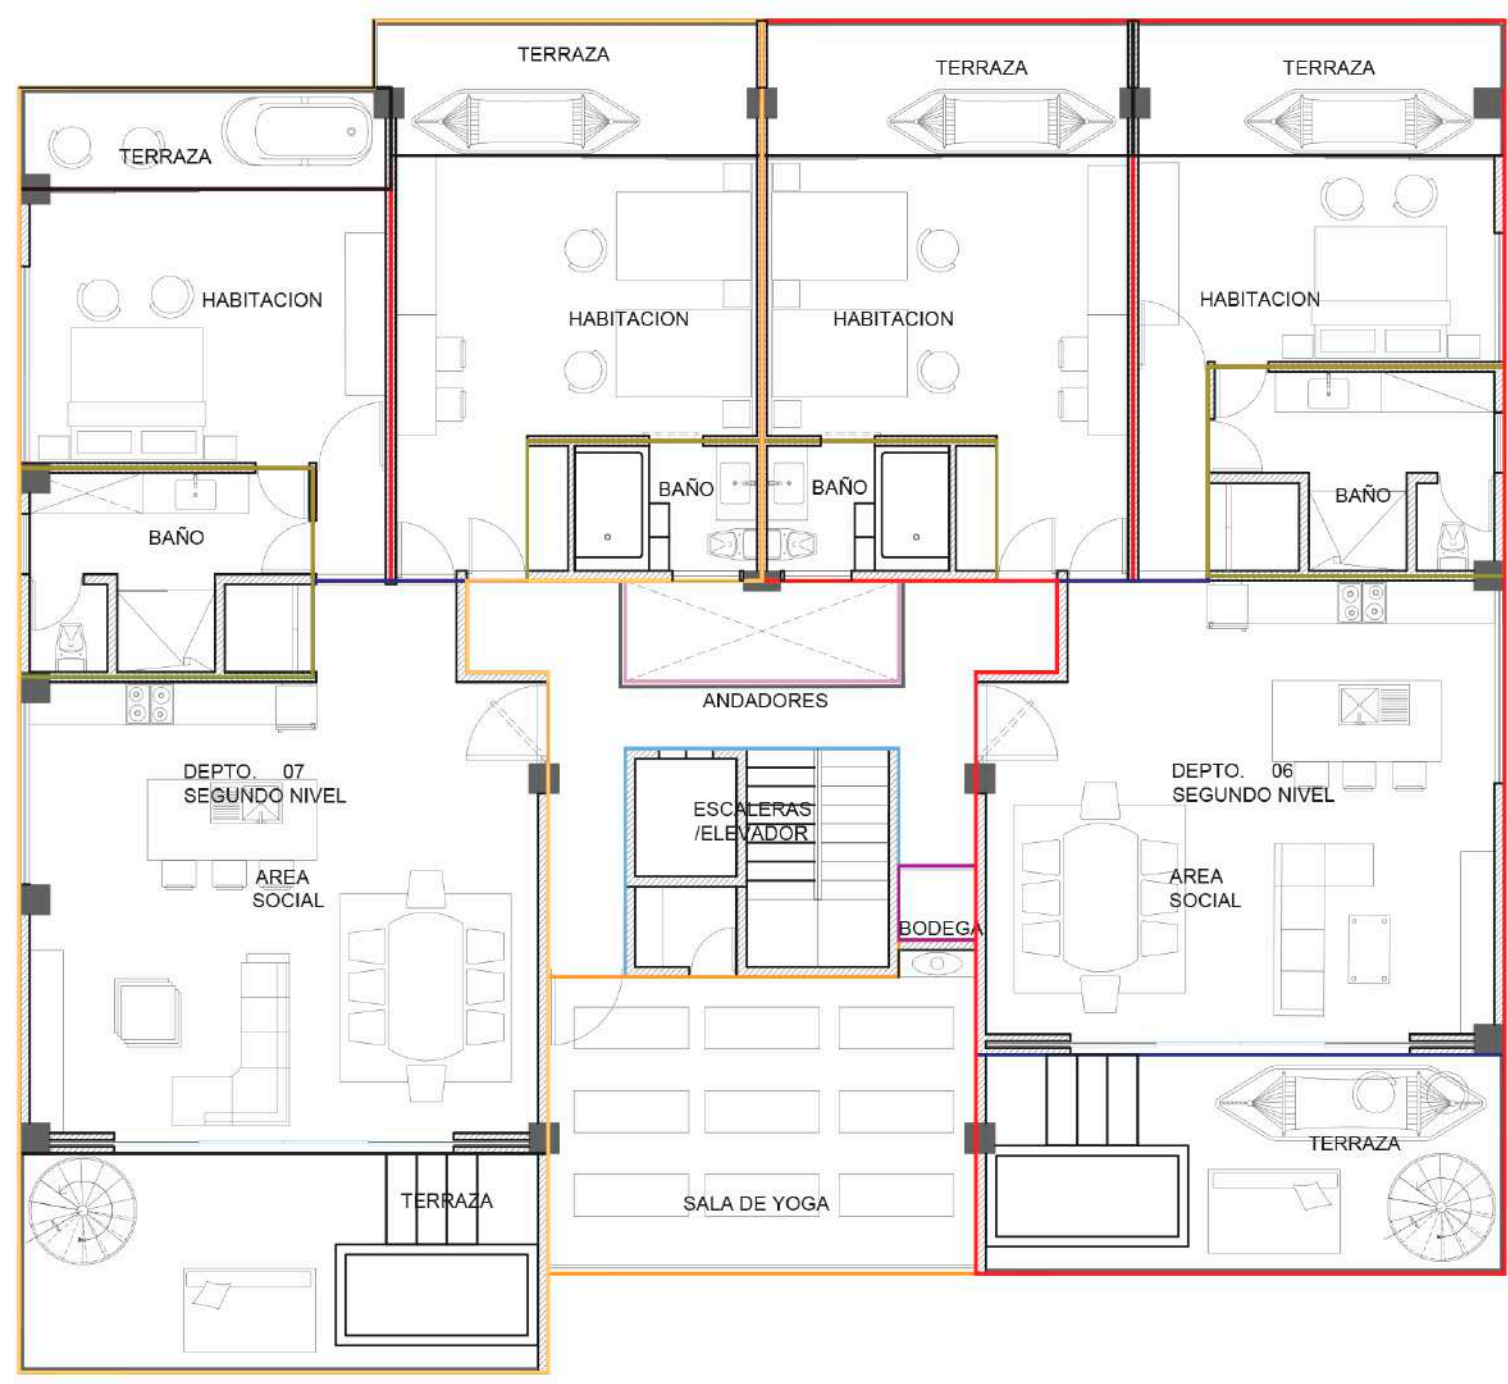 TERRAZA
TERRAZA
TERRAZA
TERRAZA
HABITACION
HABITACION
HABITACION
HABITACION
BAÑO
BAÑO
BAÑO
BAÑO
ANDADORES
DEPTO. 07
SEGUNDO NIVEL
DEPTO. 06
SEGUNDO NIVEL
ESCALERAS
/ELEVADOR
AREA
SOCIAL
AREA
SOCIAL
BODEGA
TERRAZA
TERRAZA
SALA DE YOGA